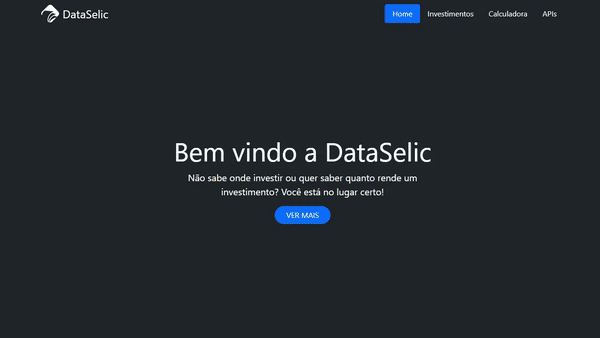 DataSelic
Home Investimentos Calculadora APIs
Bem vindo a DataSelic
Não sabe onde investir ou quer saber quanto rende um
investimento? Você está no lugar certo!
VER MAIS